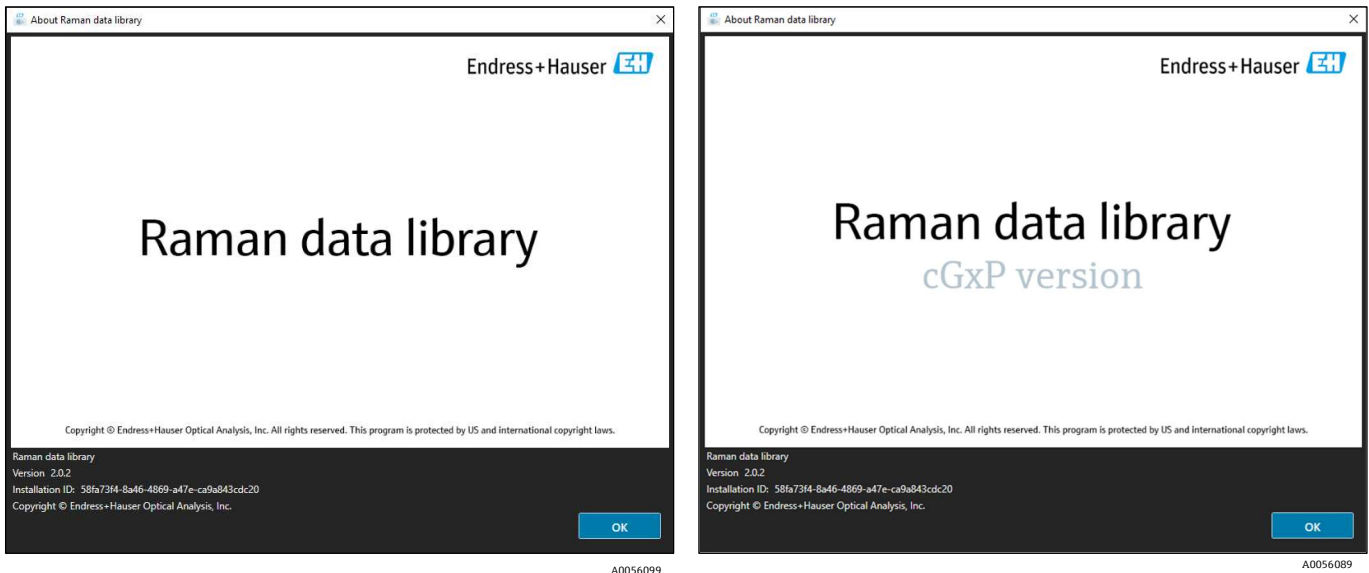 About Raman data library
Endress+Hauser EH
Raman data library
Copyright © Endress+Hauser Optical Analysis, Inc. All rights reserved. This program is protected by US and international copyright laws.
Raman data library
Version 2.0.2
Installation ID: 58fa73f4-8a46-4869-a47e-ca9a843cdc20
Copyright © Endress+Hauser Optical Analysis, Inc.
OK
A0056099
About Raman data library
Endress+Hauser EH
Raman data library
cGxP version
Copyright © Endress+Hauser Optical Analysis, Inc. All rights reserved. This program is protected by US and international copyright laws.
Raman data library
Version 2.0.2
Installation ID: 58fa73f4-8a46-4869-a47e-ca9a843cdc20
Copyright © Endress+Hauser Optical Analysis, Inc.
OK
A0056089